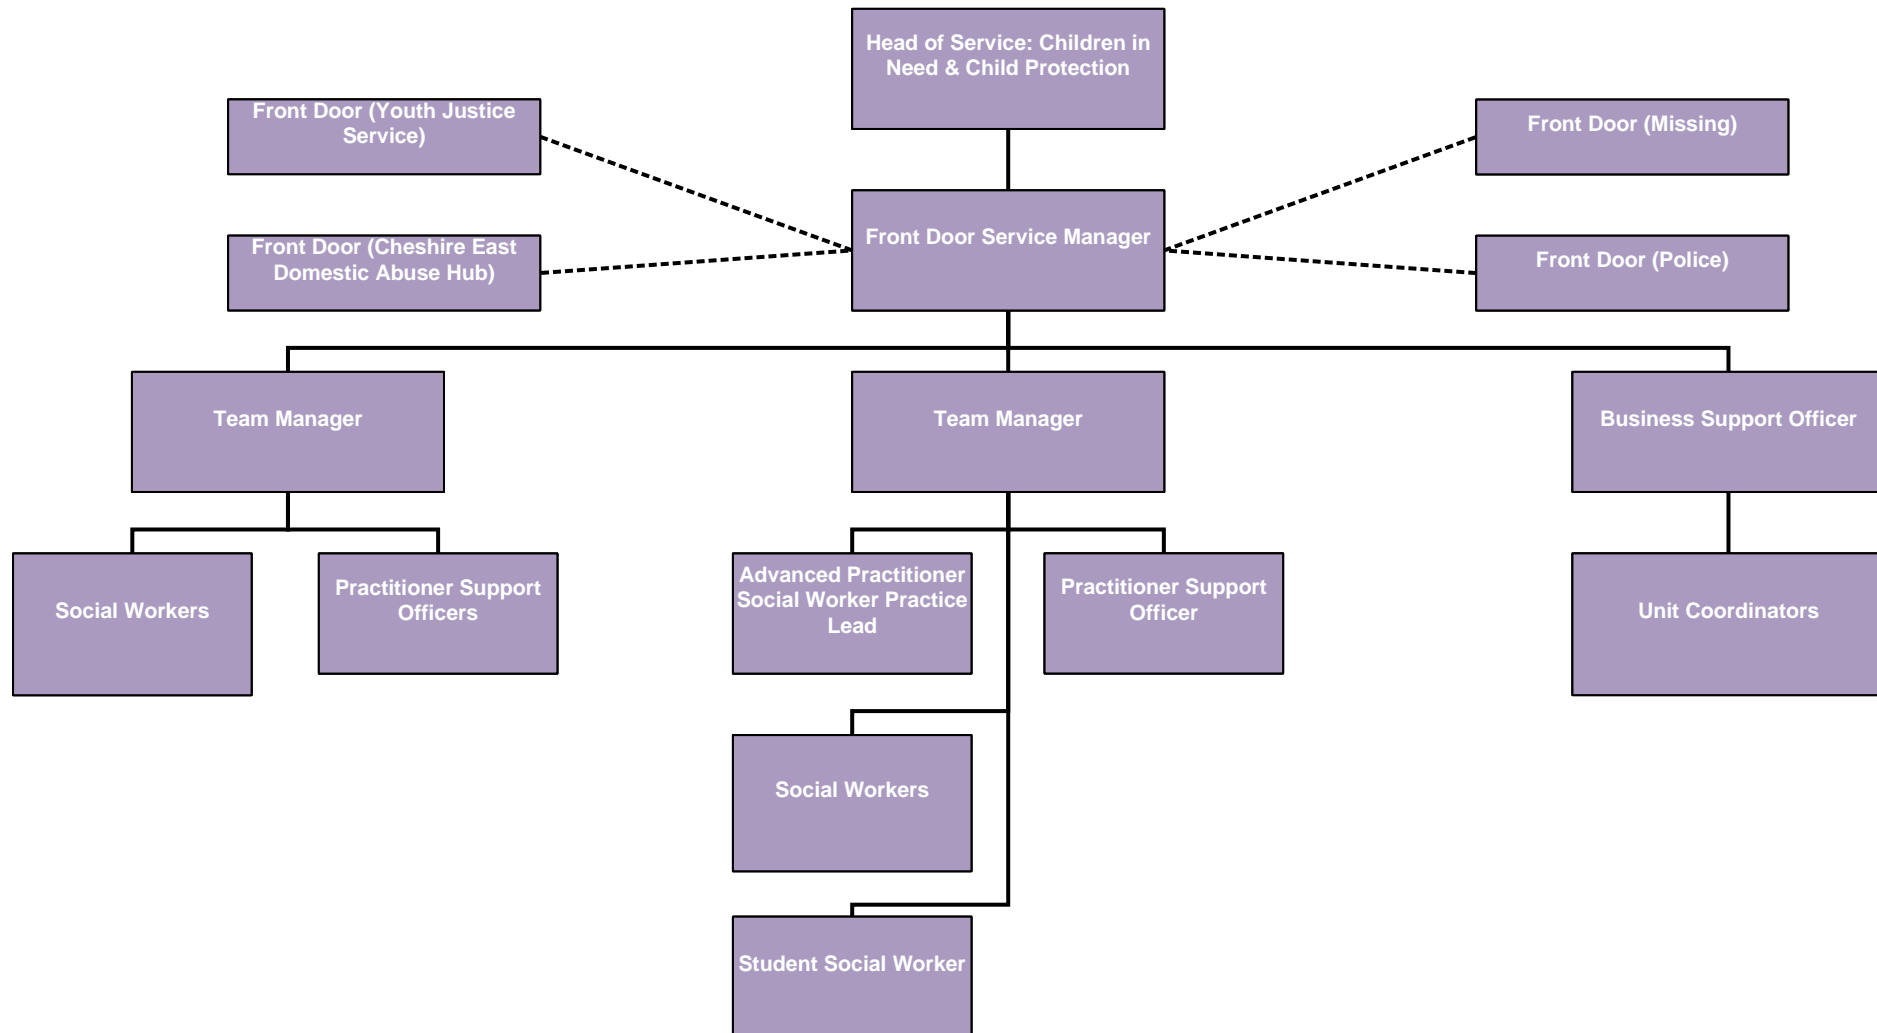 Head of Service: Children in
Need & Child Protection
Front Door (Youth Justice
Service)
Front Door (Missing)
Front Door (Cheshire East
Domestic Abuse Hub)
Front Door Service Manager
Front Door (Police)
Team Manager
Team Manager
Business Support Officer
Social Workers
Practitioner Support
Officers
Advanced Practitioner
Social Worker Practice
Lead
Practitioner Support
Officer
Unit Coordinators
Social Workers
Student Social Worker